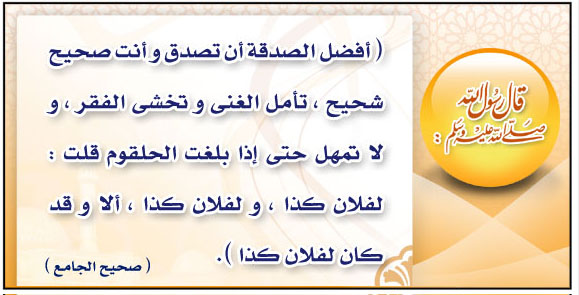 قال رسول الله
صلى الله عليه وسلم :
( أفضل الصدقة أن تصدق و أنت صحيح
شحيح ، تأمل الغنى و تخشى الفقر ، و
لا تمهل حتى إذا بلغت الحلقوم قلت :
لفلان كذا ، و لفلان كذا ، ألا و قد
كان لفلان كذا ).
( صحيح الجامع )